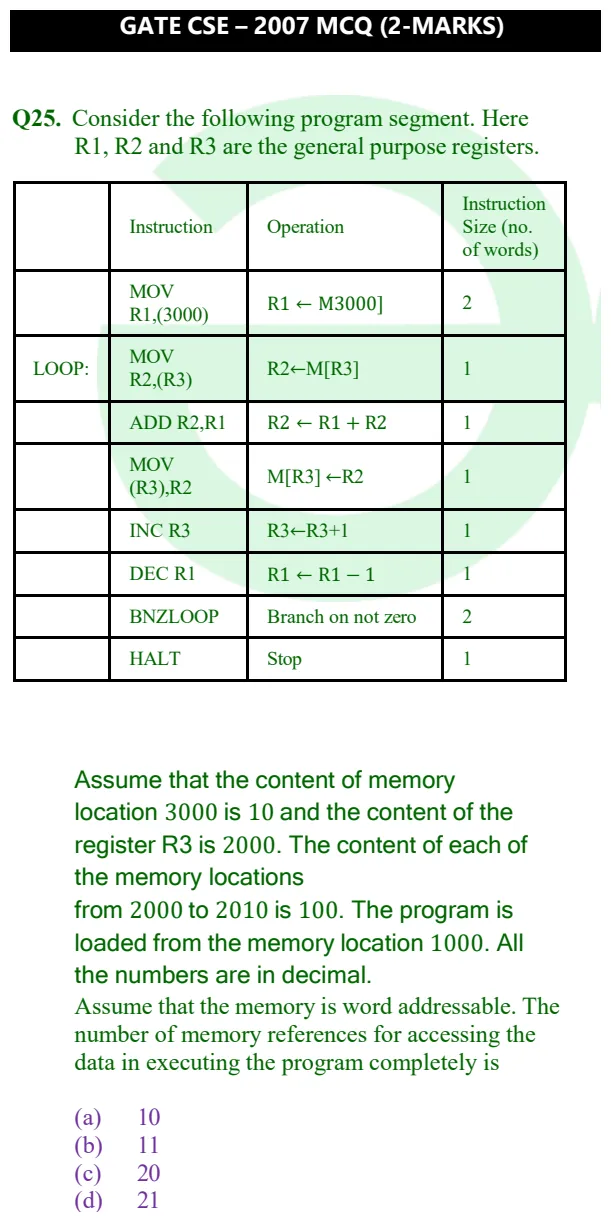 GATE CSE – 2007 MCQ (2-MARKS)
Q25. Consider the following program segment. Here
R1, R2 and R3 are the general purpose registers.
Instruction Operation Instruction
Size (no.
of words)
MOV
R1,(3000) R1 ← M3000] 2
LOOP: MOV
R2,(R3) R2←M[R3] 1
ADD R2,R1 R2 ← R1 + R2 1
MOV
(R3),R2 M[R3] ←R2 1
INC R3 R3←R3+1 1
DEC R1 R1 ← R1 − 1 1
BNZLOOP Branch on not zero 2
HALT Stop 1
Assume that the content of memory
location 3000 is 10 and the content of the
register R3 is 2000. The content of each of
the memory locations
from 2000 to 2010 is 100. The program is
loaded from the memory location 1000. All
the numbers are in decimal.
Assume that the memory is word addressable. The
number of memory references for accessing the
data in executing the program completely is
(a) 10
(b) 11
(c) 20
(d) 21